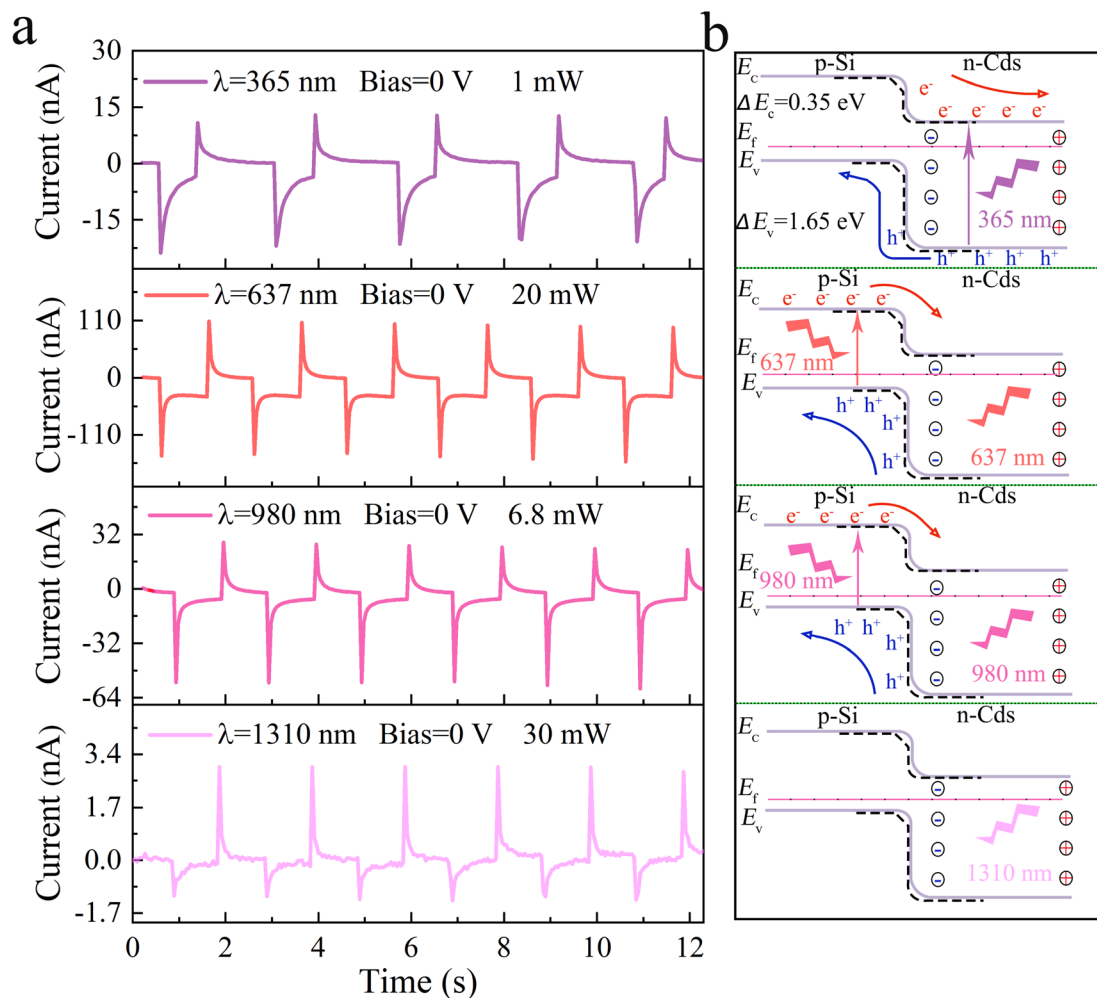 a
Current (nA)
30
15
0
-15
λ=365 nm Bias=0 V 1 mW
Current (nA)
110
0
-110
λ=637 nm Bias=0 V 20 mW
Current (nA)
32
0
-32
-64
λ=980 nm Bias=0 V 6.8 mW
Current (nA)
3.4
1.7
0.0
-1.7
λ=1310 nm Bias=0 V 30 mW
0 2 4 6 8 10 12
Time (s)
b
p-Si n-Cds
Ec
e-
ΔEc=0.35 eV
e- e- e- e-
Ef
Ev
365 nm
ΔEv=1.65 eV
h+
h+ h+ h+ h+
p-Si n-Cds
Ec
e- e- e- e-
Ef
637 nm
Ev
h+ h+
h+
h+
637 nm
p-Si n-Cds
Ec
e- e- e- e-
Ef
980 nm
Ev
h+ h+
h+
h+
980 nm
p-Si n-Cds
Ec
Ef
Ev
1310 nm